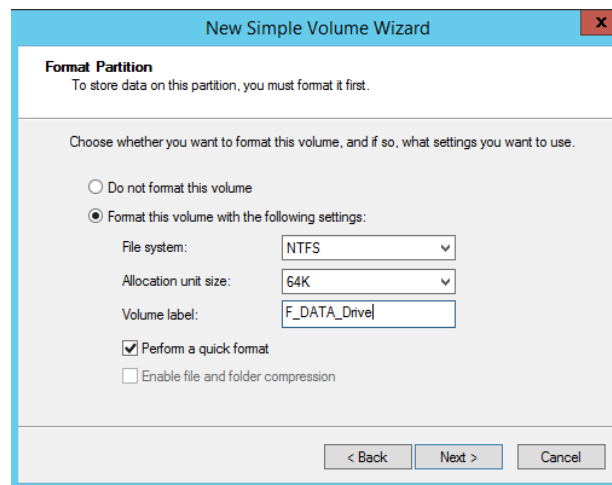 New Simple Volume Wizard
x
Format Partition
To store data on this partition, you must format it first.
Choose whether you want to format this volume, and if so, what settings you want to use.
Do not format this volume
Format this volume with the following settings:
File system: NTFS
Allocation unit size: 64K
Volume label: F_DATA_Drive
Perform a quick format
Enable file and folder compression
< Back Next > Cancel